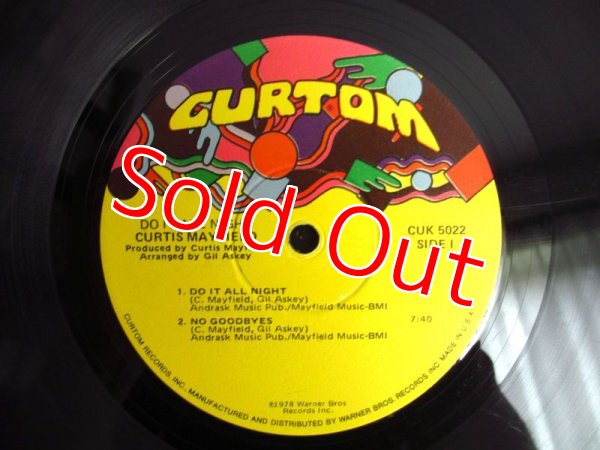 CURTOM
Sold Out
DO
CURTIS MAYFIELD
Produced by Curtis
Arranged by Gil Askey
CUK 5022
SIDE I
1. DO IT ALL NIGHT
(C. Mayfield, Gil Askey)
Andrask Music Pub./Mayfield Music-BMI
2. NO GOODBYES 7:40
(C. Mayfield, Gil Askey)
Andrask Music Pub./Mayfield Music-BMI
℗1978 Warner Bros
Records Inc.
CURTOM RECORDS INC., MANUFACTURED AND DISTRIBUTED BY WARNER BROS. RECORDS INC. MADE IN U.S.A.